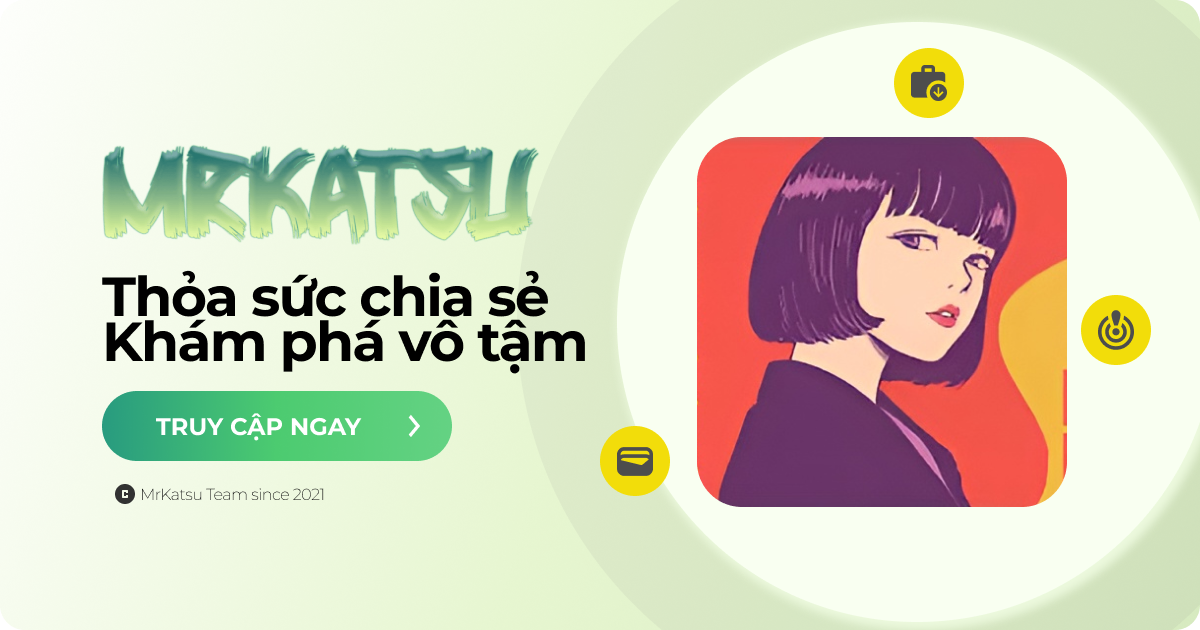 MRKATSU
Thỏa sức chia sẻ
Khám phá vô tậm
TRUY CẬP NGAY
MrKatsu Team since 2021